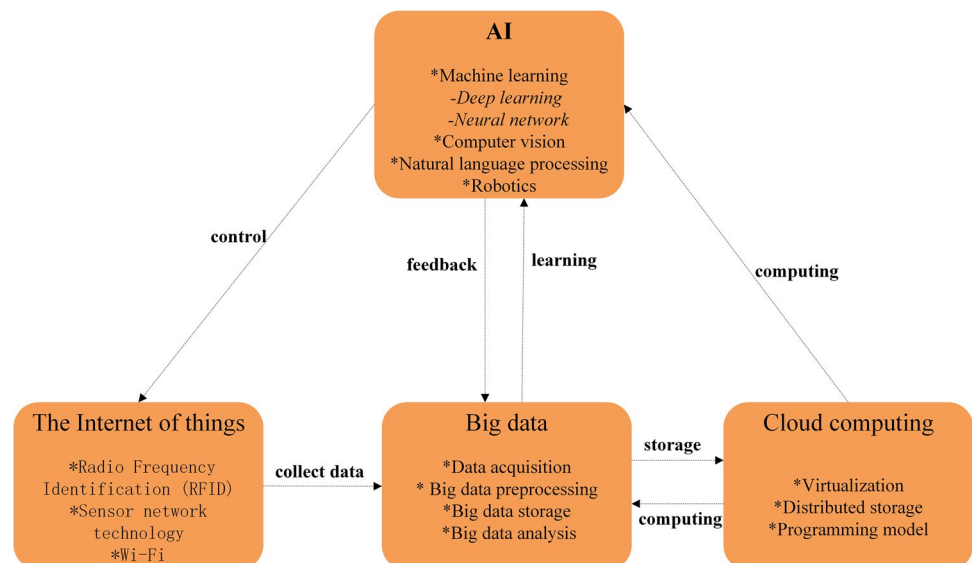 AI
*Machine learning
-Deep learning
-Neural network
*Computer vision
*Natural language processing
*Robotics
control
feedback
learning
computing
The Internet of things
*Radio Frequency
Identification (RFID)
*Sensor network
technology
*Wi-Fi
collect data
Big data
*Data acquisition
* Big data preprocessing
*Big data storage
*Big data analysis
storage
computing
Cloud computing
*Virtualization
*Distributed storage
*Programming model